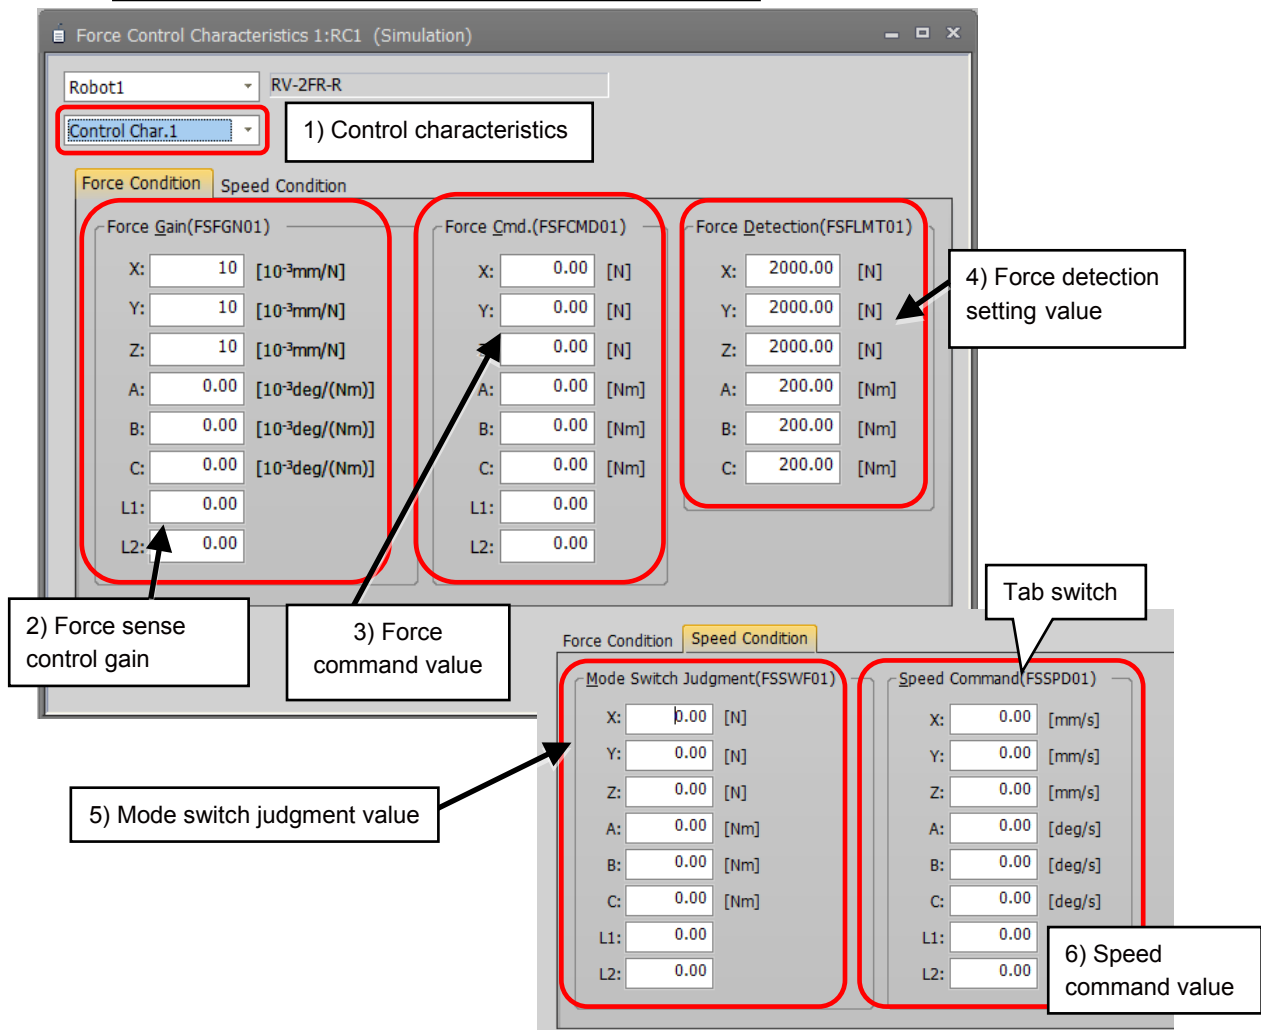 Force Control Characteristics 1:RC1 (Simulation)
Robot1
RV-2FR-R
Control Char.1
1) Control characteristics
Force Condition
Speed Condition
Force Gain(FSFGN01)
X: 10 [10-3mm/N]
Y: 10 [10-3mm/N]
Z: 10 [10-3mm/N]
A: 0.00 [10-3deg/(Nm)]
B: 0.00 [10-3deg/(Nm)]
C: 0.00 [10-3deg/(Nm)]
L1: 0.00
L2: 0.00
Force Cmd.(FSFCMD01)
X: 0.00 [N]
Y: 0.00 [N]
0.00 [N]
A: 0.00 [Nm]
B: 0.00 [Nm]
C: 0.00 [Nm]
L1: 0.00
L2: 0.00
Force Detection(FSFLMT01)
X: 2000.00 [N]
Y: 2000.00 [N]
Z: 2000.00 [N]
A: 200.00 [Nm]
B: 200.00 [Nm]
C: 200.00 [Nm]
4) Force detection
setting value
2) Force sense
control gain
3) Force
command value
Tab switch
Force Condition
Speed Condition
Mode Switch Judgment(FSSWF01)
X: 0.00 [N]
Y: 0.00 [N]
Z: 0.00 [N]
A: 0.00 [Nm]
B: 0.00 [Nm]
C: 0.00 [Nm]
L1: 0.00
L2: 0.00
Speed Command(FSSPD01)
X: 0.00 [mm/s]
Y: 0.00 [mm/s]
Z: 0.00 [mm/s]
A: 0.00 [deg/s]
B: 0.00 [deg/s]
C: 0.00 [deg/s]
L1: 0.00
L2: 0.00
5) Mode switch judgment value
6) Speed
command value